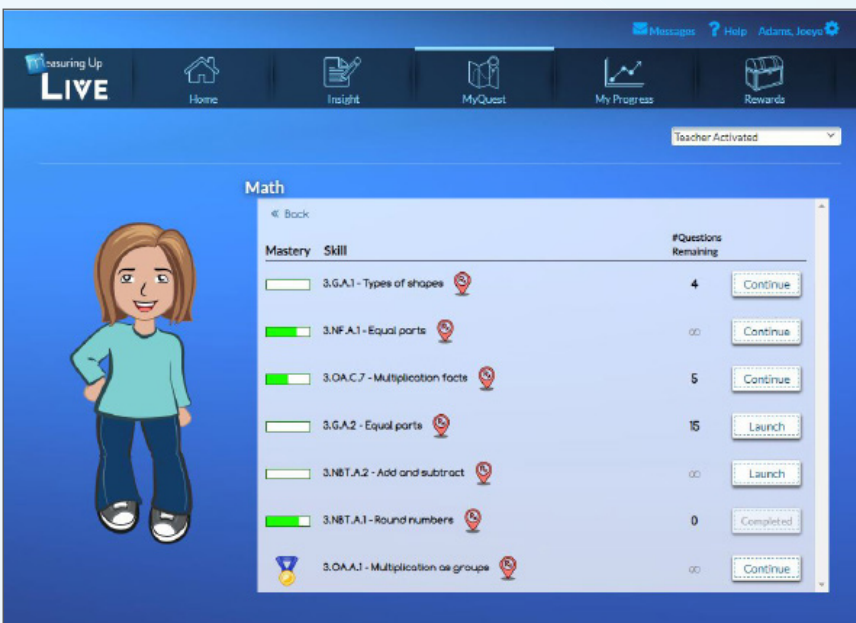 Messages ? Help Adams, Joeye
Measuring Up
LIVE
Home Insight MyQuest My Progress Rewards
Teacher Activated
Math
« Back
Mastery Skill #Questions Remaining
3.G.A.1 - Types of shapes 4 Continue
3.NF.A.1 - Equal parts ∞ Continue
3.OA.C.7 - Multiplication facts 5 Continue
3.G.A.2 - Equal parts 15 Launch
3.NBT.A.2 - Add and subtract ∞ Launch
3.NBT.A.1 - Round numbers 0 Completed
3.OA.A.1 - Multiplication as groups ∞ Continue